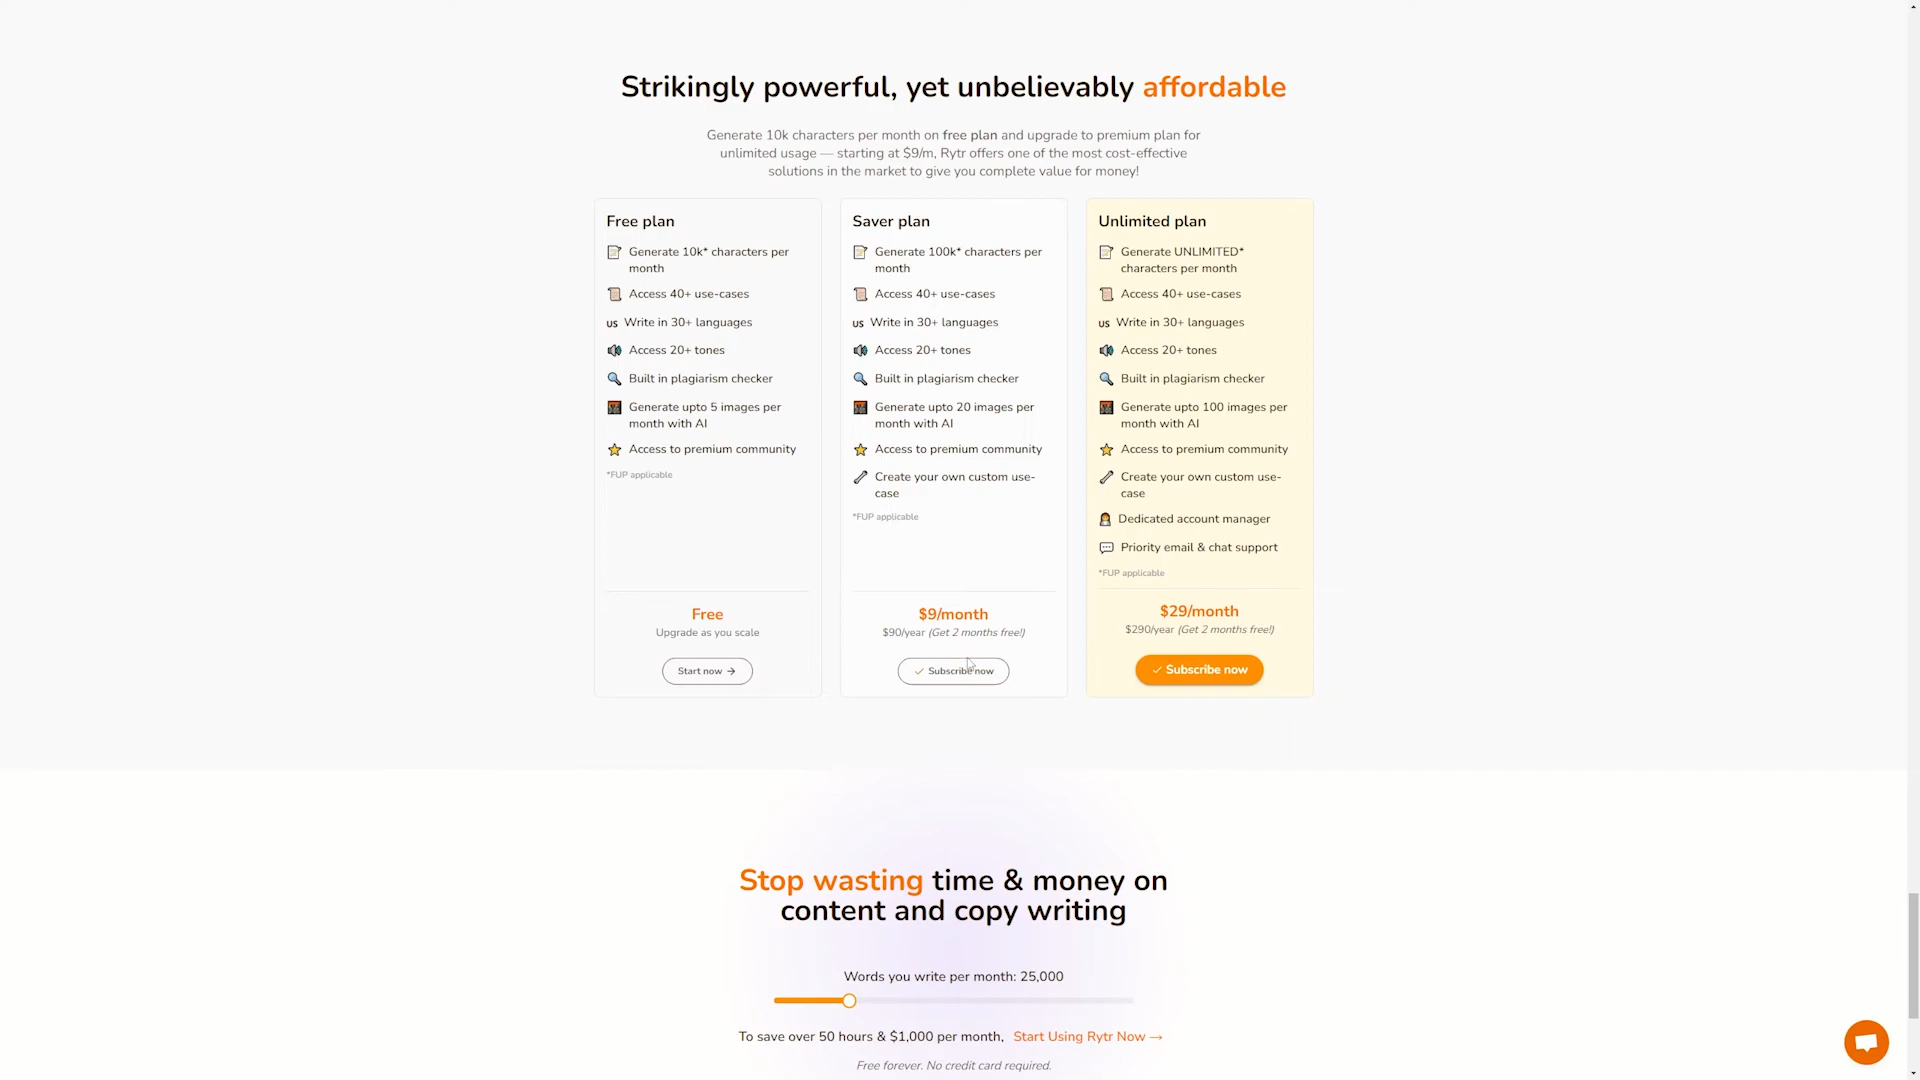 Strikingly powerful, yet unbelievably affordable
Generate 10k characters per month on free plan and upgrade to premium plan for
unlimited usage — starting at $9/m, Rytr offers one of the most cost-effective
solutions in the market to give you complete value for money!
Free plan
Generate 10k* characters per
month
Access 40+ use-cases
US Write in 30+ languages
Access 20+ tones
Built in plagiarism checker
Generate upto 5 images per
month with AI
Access to premium community
*FUP applicable
Free
Upgrade as you scale
Start now →
Saver plan
Generate 100k* characters per
month
Access 40+ use-cases
US Write in 30+ languages
Access 20+ tones
Built in plagiarism checker
Generate upto 20 images per
month with AI
Access to premium community
Create your own custom use-
case
*FUP applicable
$9/month
$90/year (Get 2 months free!)
✓ Subscribe now
Unlimited plan
Generate UNLIMITED*
characters per month
Access 40+ use-cases
US Write in 30+ languages
Access 20+ tones
Built in plagiarism checker
Generate upto 100 images per
month with AI
Access to premium community
Create your own custom use-
case
Dedicated account manager
Priority email & chat support
*FUP applicable
$29/month
$290/year (Get 2 months free!)
✓ Subscribe now
Stop wasting time & money on
content and copy writing
Words you write per month: 25,000
To save over 50 hours & $1,000 per month, Start Using Rytr Now →
Free forever. No credit card required.